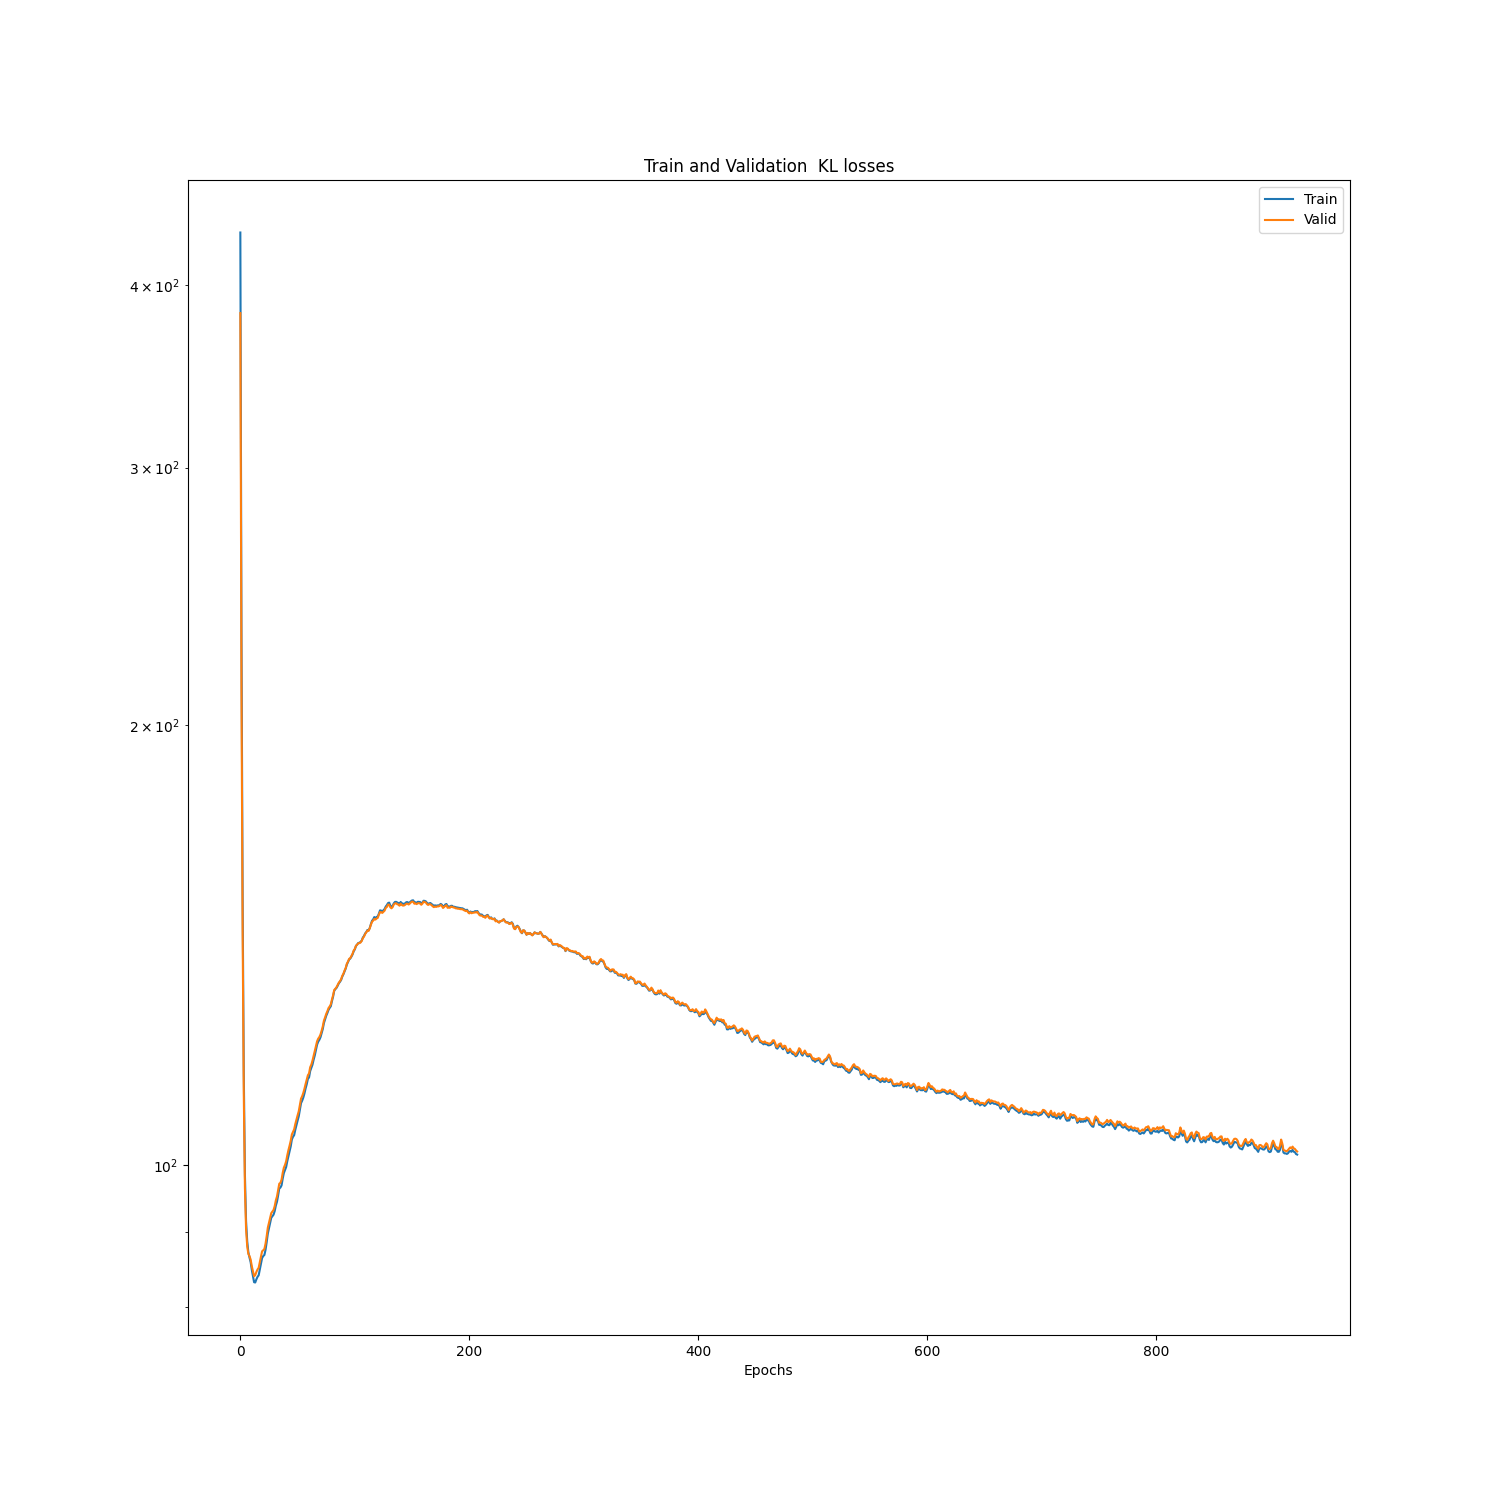 Train and Validation  KL losses
Train
Valid
4 × 10²
3 × 10²
2 × 10²
10²
0 200 400 600 800
Epochs